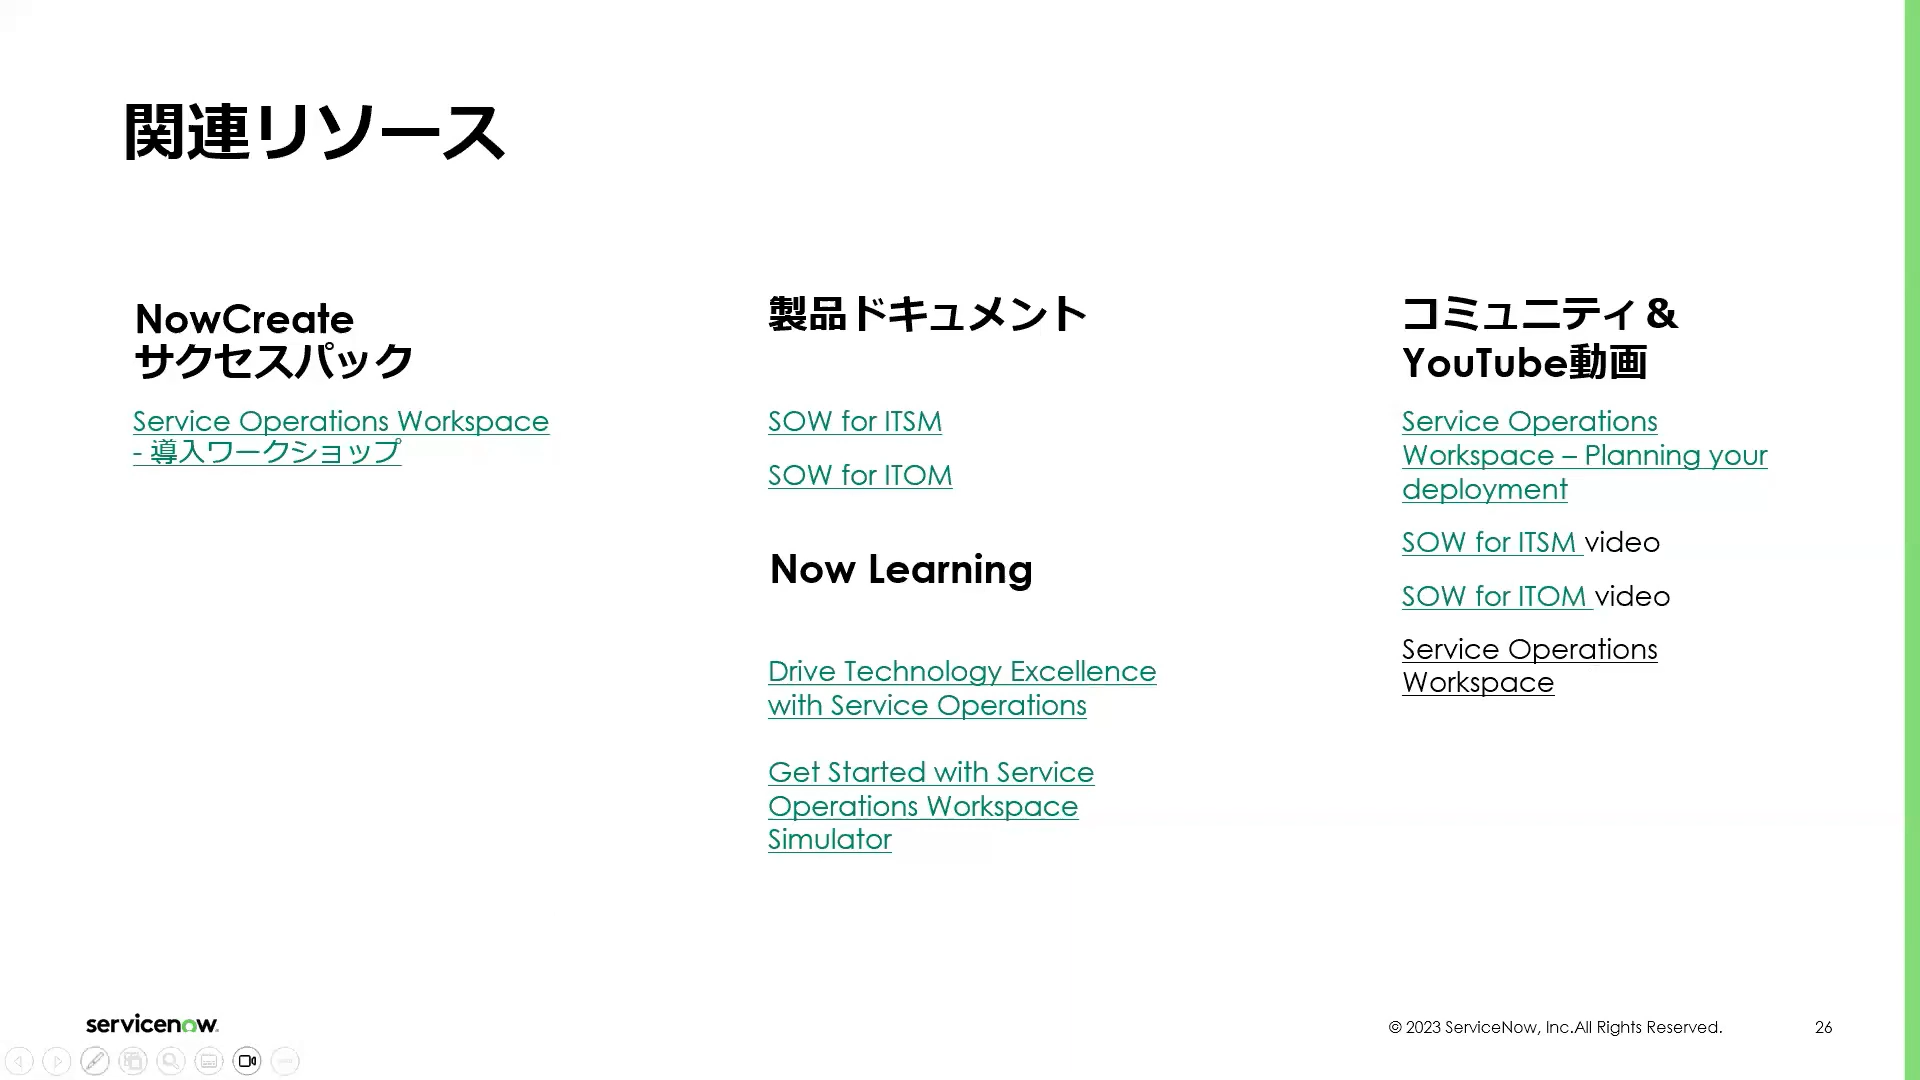 関連リソース
NowCreate
サクセスパック
Service Operations Workspace
- 導入ワークショップ
製品ドキュメント
SOW for ITSM
SOW for ITOM
Now Learning
Drive Technology Excellence
with Service Operations
Get Started with Service
Operations Workspace
Simulator
コミュニティ＆
YouTube動画
Service Operations
Workspace – Planning your
deployment
SOW for ITSM video
SOW for ITOM video
Service Operations
Workspace
servicenow.
© 2023 ServiceNow, Inc.All Rights Reserved.
26